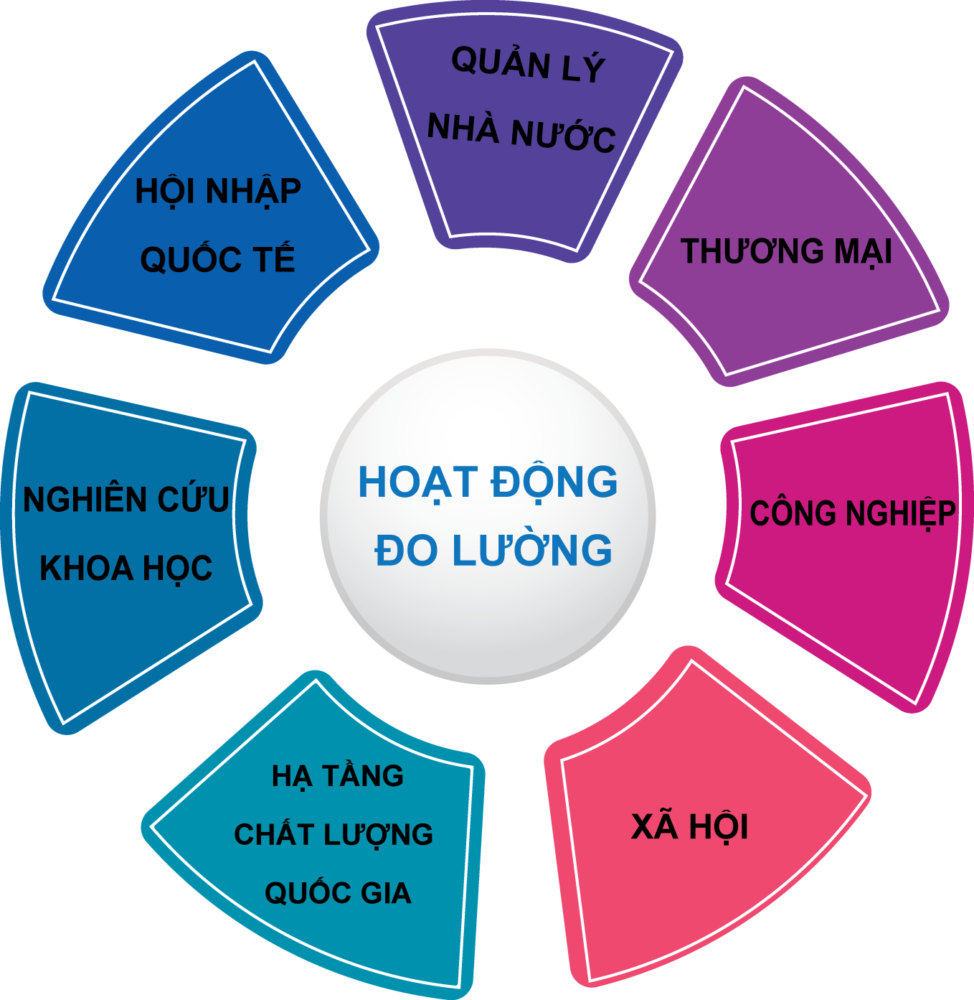 QUẢN LÝ
NHÀ NƯỚC
THƯƠNG MẠI
CÔNG NGHIỆP
XÃ HỘI
HẠ TẦNG
CHẤT LƯỢNG
QUỐC GIA
NGHIÊN CỨU
KHOA HỌC
HỘI NHẬP
QUỐC TẾ
HOẠT ĐỘNG
ĐO LƯỜNG